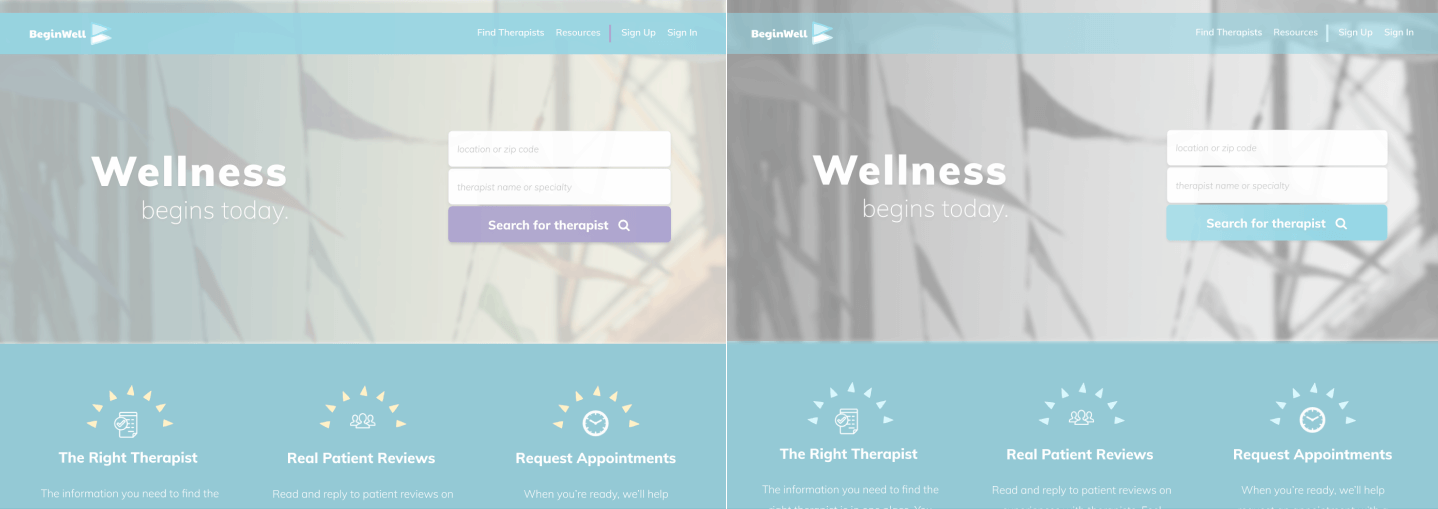 BeginWell
Find Therapists Resources Sign Up Sign In
Wellness
begins today.
location or zip code
therapist name or specialty
Search for therapist
The Right Therapist
Real Patient Reviews
Request Appointments
The information you need to find the
Read and reply to patient reviews on
When you're ready, we'll help
BeginWell
Find Therapists Resources Sign Up Sign In
Wellness
begins today.
location or zip code
therapist name or specialty
Search for therapist
The Right Therapist
Real Patient Reviews
Request Appointments
The information you need to find the
Read and reply to patient reviews on
When you're ready, we'll help